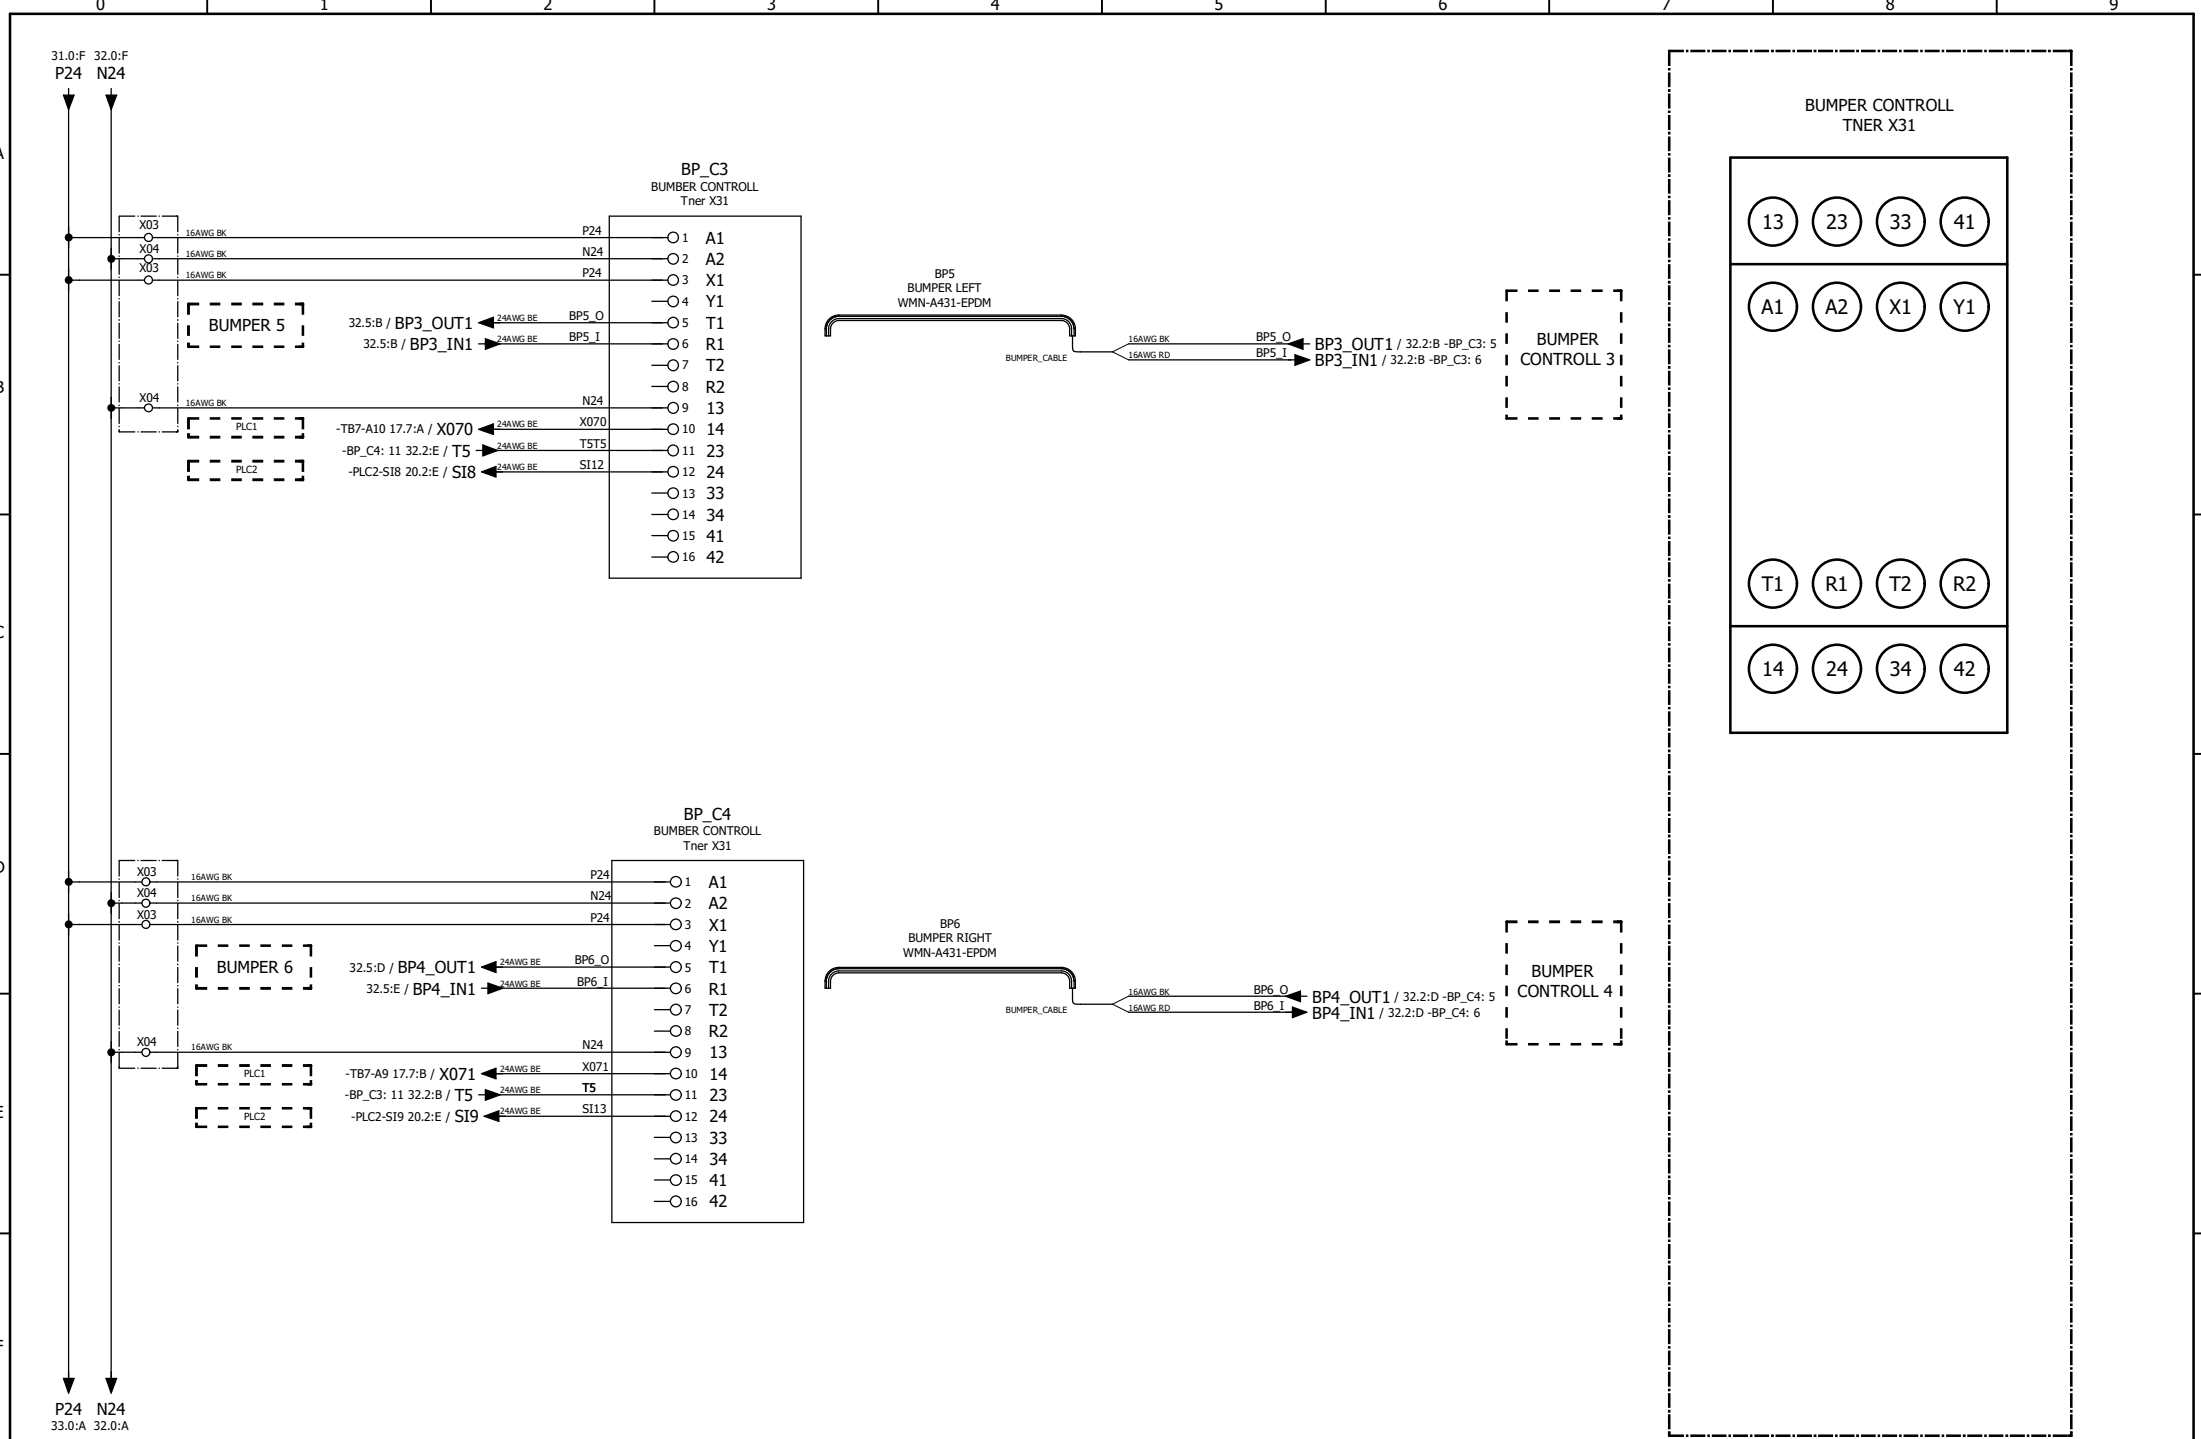 0 1 2 3 4 5 6 7 8 9
31.0:F 32.0:F
P24 N24
A
BP_C3
BUMBER CONTROLL
Tner X31
X03 16AWG BK P24 1 A1
X04 16AWG BK N24 2 A2
X03 16AWG BK P24 3 X1
4 Y1
BUMPER 5
32.5:B / BP3_OUT1 24AWG BE BP5_O 5 T1
32.5:B / BP3_IN1 24AWG BE BP5_I 6 R1
7 T2
B
8 R2
X04 16AWG BK N24 9 13
PLC1 -TB7-A10 17.7:A / X070 24AWG BE X070 10 14
-BP_C4: 11 32.2:E / T5 24AWG BE T5T5 11 23
PLC2 -PLC2-SI8 20.2:E / SI8 24AWG BE SI12 12 24
13 33
14 34
15 41
16 42
BP5
BUMPER LEFT
WMN-A431-EPDM
BUMPER_CABLE
16AWG BK BP5_O BP3_OUT1 / 32.2:B -BP_C3: 5
16AWG RD BP5_I BP3_IN1 / 32.2:B -BP_C3: 6
BUMPER
CONTROLL 3
BUMPER CONTROLL
TNER X31
13 23 33 41
A1 A2 X1 Y1
T1 R1 T2 R2
14 24 34 42
C
BP_C4
BUMBER CONTROLL
Tner X31
D
X03 16AWG BK P24 1 A1
X04 16AWG BK N24 2 A2
X03 16AWG BK P24 3 X1
4 Y1
BUMPER 6
32.5:D / BP4_OUT1 24AWG BE BP6_O 5 T1
32.5:E / BP4_IN1 24AWG BE BP6_I 6 R1
7 T2
8 R2
X04 16AWG BK N24 9 13
PLC1 -TB7-A9 17.7:B / X071 24AWG BE X071 10 14
-BP_C3: 11 32.2:B / T5 24AWG BE T5 11 23
E
PLC2 -PLC2-SI9 20.2:E / SI9 24AWG BE SI13 12 24
13 33
14 34
15 41
16 42
BP6
BUMPER RIGHT
WMN-A431-EPDM
BUMPER_CABLE
16AWG BK BP6_O BP4_OUT1 / 32.2:D -BP_C4: 5
16AWG RD BP6_I BP4_IN1 / 32.2:D -BP_C4: 6
BUMPER
CONTROLL 4
F
P24 N24
33.0:A 32.0:A